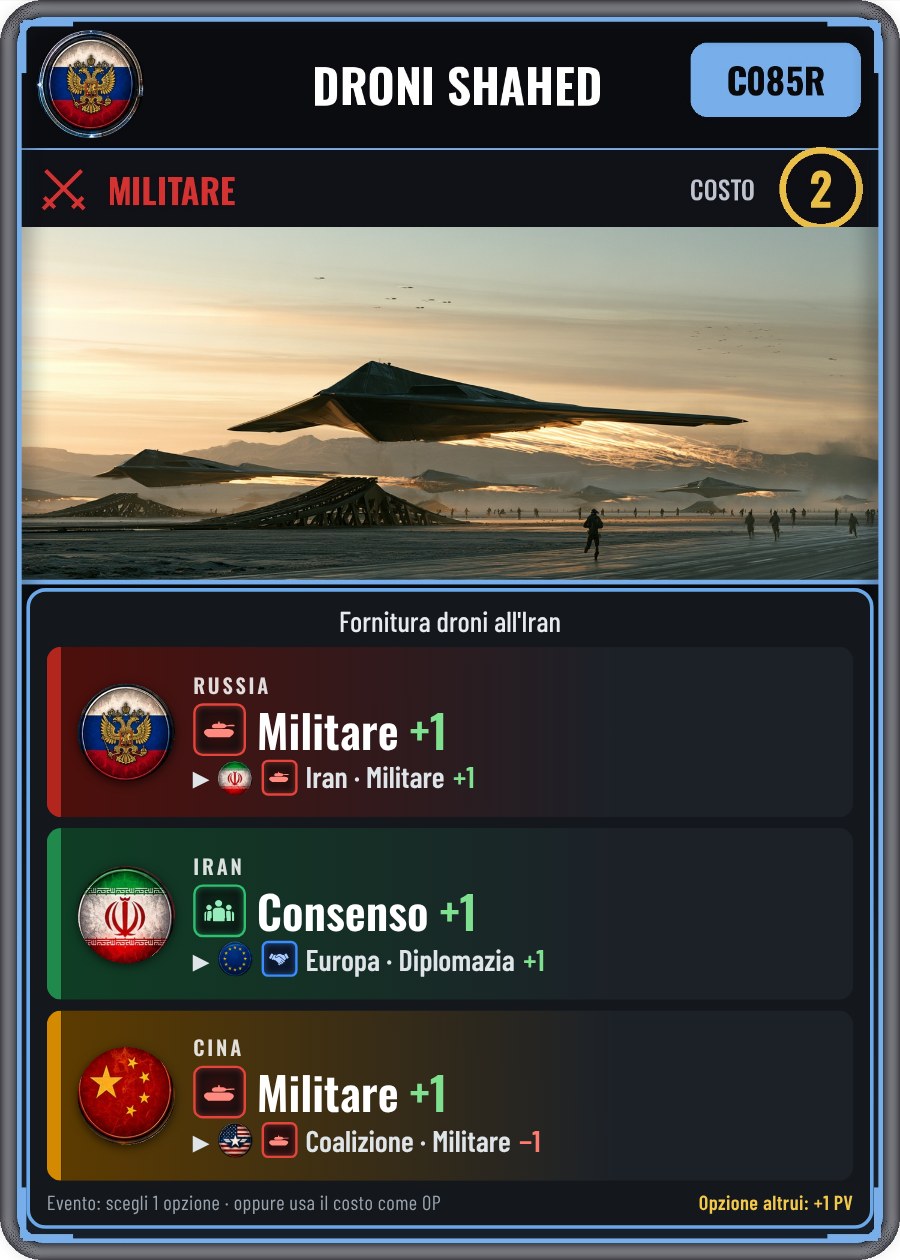 DRONI SHAHED
C085R
MILITARE
COSTO 2
Fornitura droni all'Iran
RUSSIA
Militare +1
▶ Iran · Militare +1
IRAN
Consenso +1
▶ Europa · Diplomazia +1
CINA
Militare +1
▶ Coalizione · Militare −1
Evento: scegli 1 opzione · oppure usa il costo come OP
Opzione altrui: +1 PV